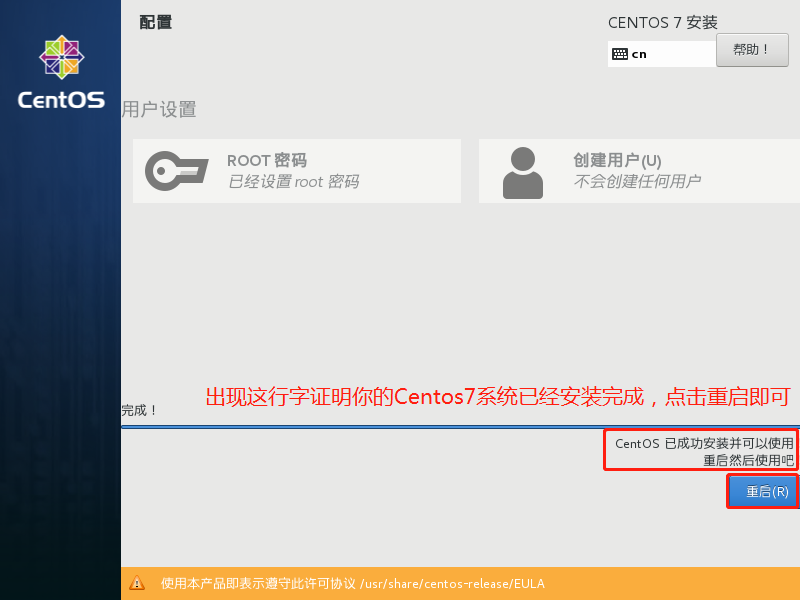 配置
CENTOS 7 安装
cn
帮助！
CentOS
用户设置
ROOT 密码
已经设置 root 密码
创建用户(U)
不会创建任何用户
出现这行字证明你的Centos7系统已经安装完成，点击重启即可
完成！
CentOS 已成功安装并可以使用
重启然后使用吧
重启(R)
使用本产品即表示遵守此许可协议 /usr/share/centos-release/EULA